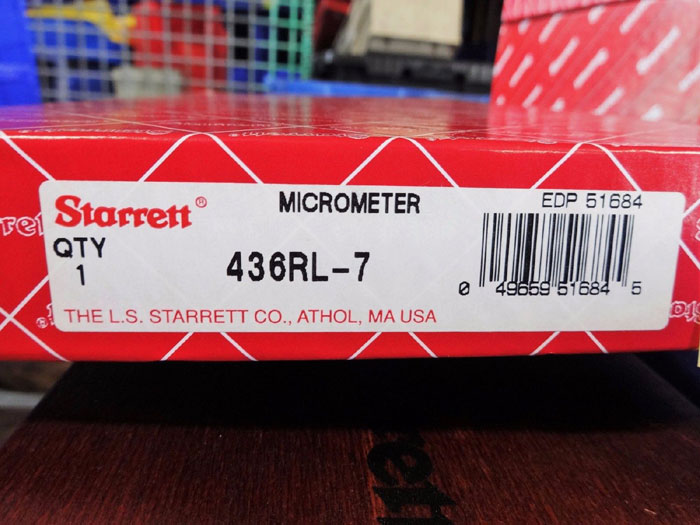 MICROMETER
EDP 51684
Starrett®
QTY
1
436RL-7
0 49659 51684 5
THE L.S. STARRETT CO., ATHOL, MA USA